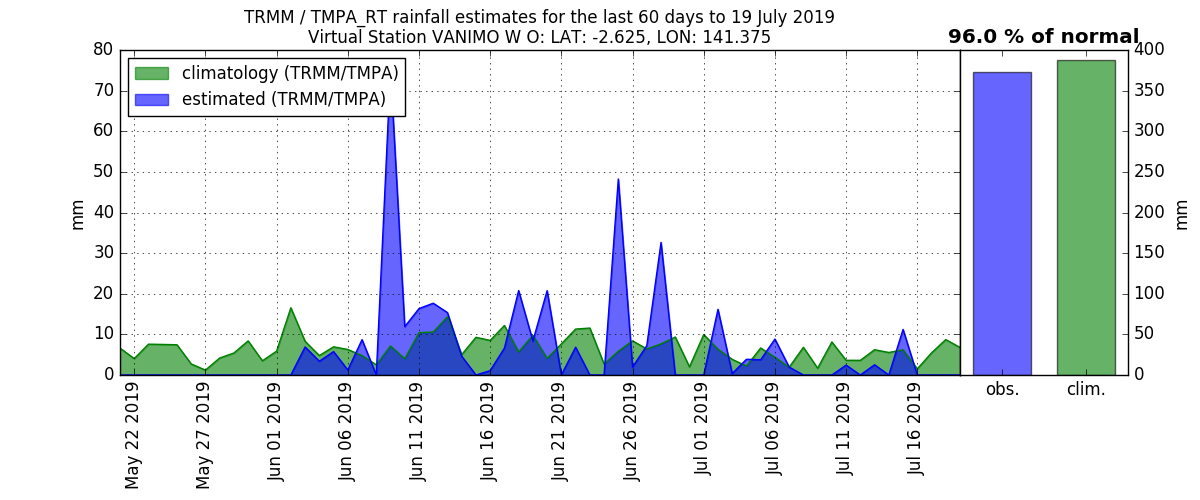 TRMM / TMPA_RT rainfall estimates for the last 60 days to 19 July 2019
Virtual Station VANIMO W O: LAT: -2.625, LON: 141.375
96.0 % of normal
climatology (TRMM/TMPA)
estimated (TRMM/TMPA)
80
70
60
50
40
30
20
10
0
mm
May 22 2019
May 27 2019
Jun 01 2019
Jun 06 2019
Jun 11 2019
Jun 16 2019
Jun 21 2019
Jun 26 2019
Jul 01 2019
Jul 06 2019
Jul 11 2019
Jul 16 2019
obs.
clim.
400
350
300
250
200
150
100
50
0
mm